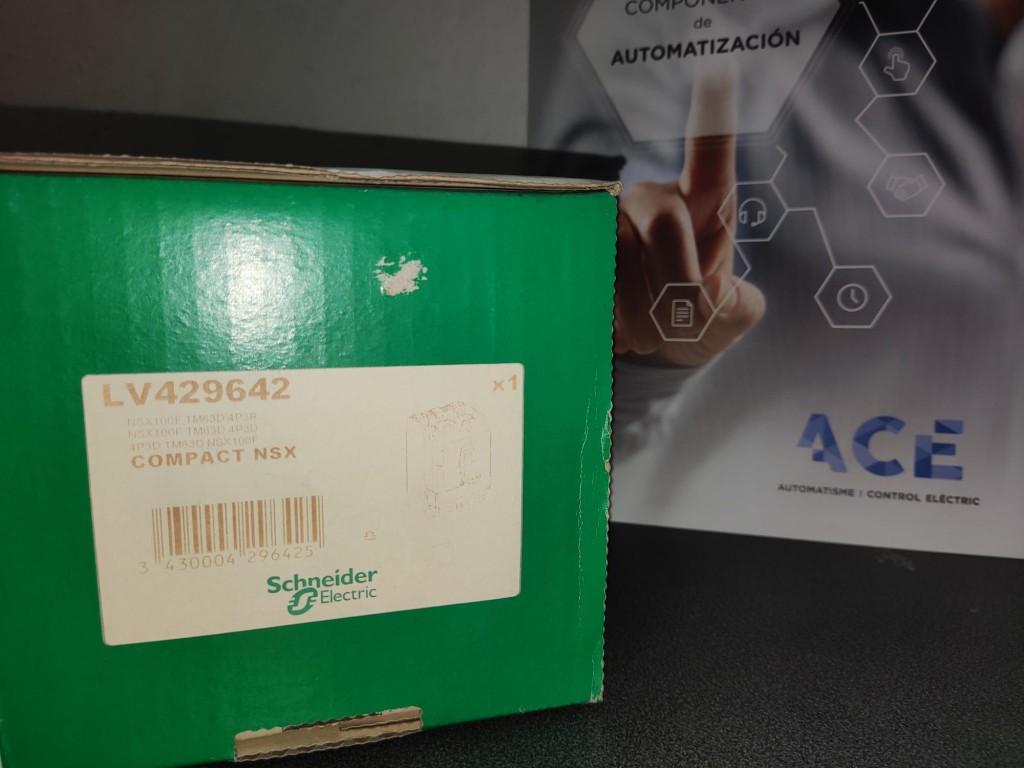 COMPONEN
de
AUTOMATIZACIÓN
LV429642
x1
NSX100F TM63D 4P3R
NSX100F TM63D 4P3D
4P3D TM63D NSX100F
COMPACT NSX
3 430004 296425
Schneider
Electric
ACE
AUTOMATISME | CONTROL ELÈCTRIC